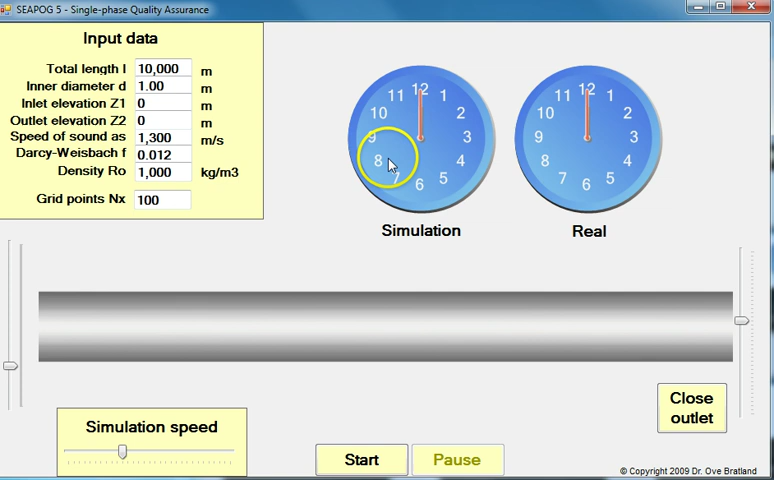 SEAPOG 5 - Single-phase Quality Assurance
Input data
Total length l 10,000 m
Inner diameter d 1.00 m
Inlet elevation Z1 0 m
Outlet elevation Z2 0 m
Speed of sound as 1,300 m/s
Darcy-Weisbach f 0.012
Density Ro 1,000 kg/m3
Grid points Nx 100
12 1 2 3 4 5 6 7 8 9 10 11
Simulation
12 1 2 3 4 5 6 7 8 9 10 11
Real
Close
outlet
Simulation speed
Start
Pause
© Copyright 2009 Dr. Ove Bratland